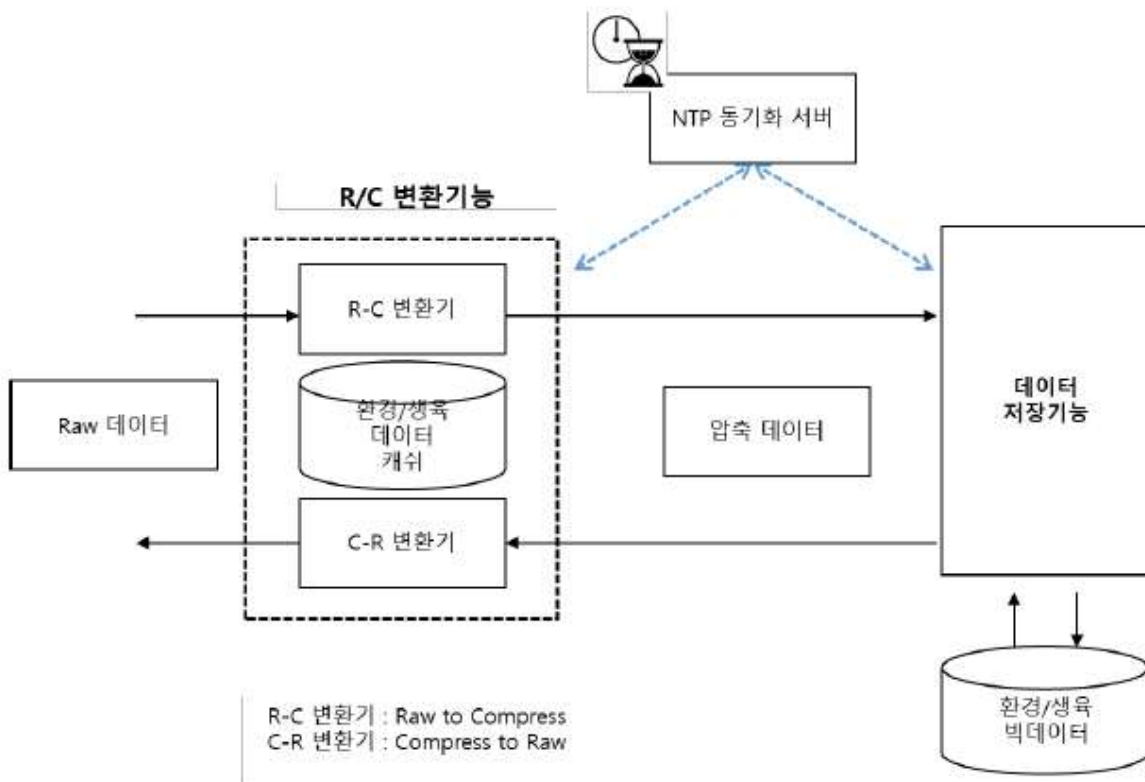 NTP 동기화 서버
R/C 변환기능
R-C 변환기
Raw 데이터
환경/생육
데이터
캐쉬
압축 데이터
데이터
저장기능
C-R 변환기
환경/생육
빅데이터
R-C 변환기 : Raw to Compress
C-R 변환기 : Compress to Raw